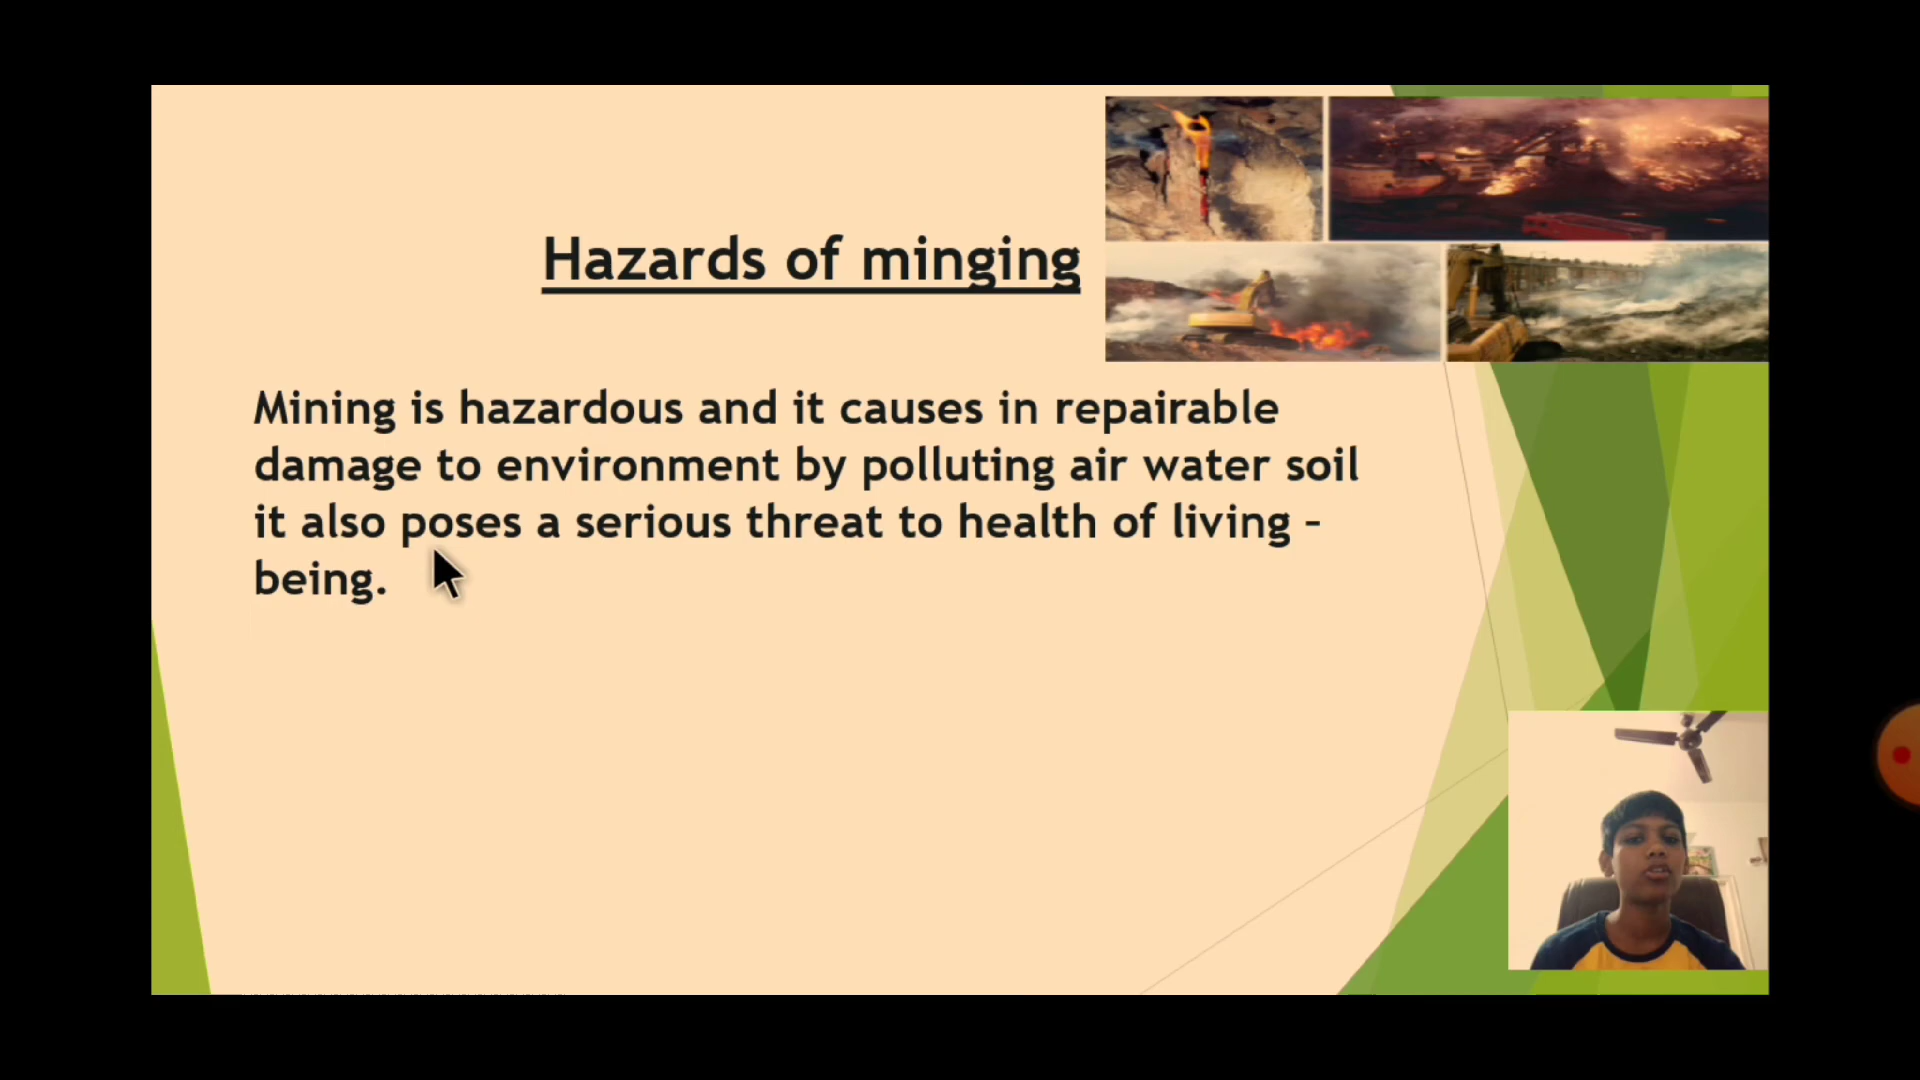 Hazards of minging
Mining is hazardous and it causes in repairable
damage to environment by polluting air water soil
it also poses a serious threat to health of living –
being.